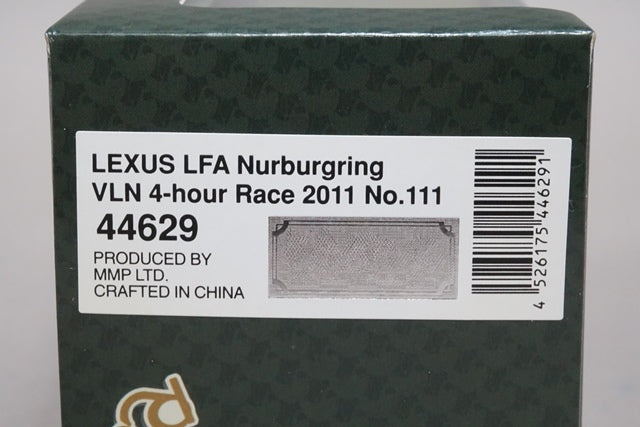 LEXUS LFA Nurburgring
VLN 4-hour Race 2011 No.111
44629
PRODUCED BY
MMP LTD.
CRAFTED IN CHINA
4 526175 446291